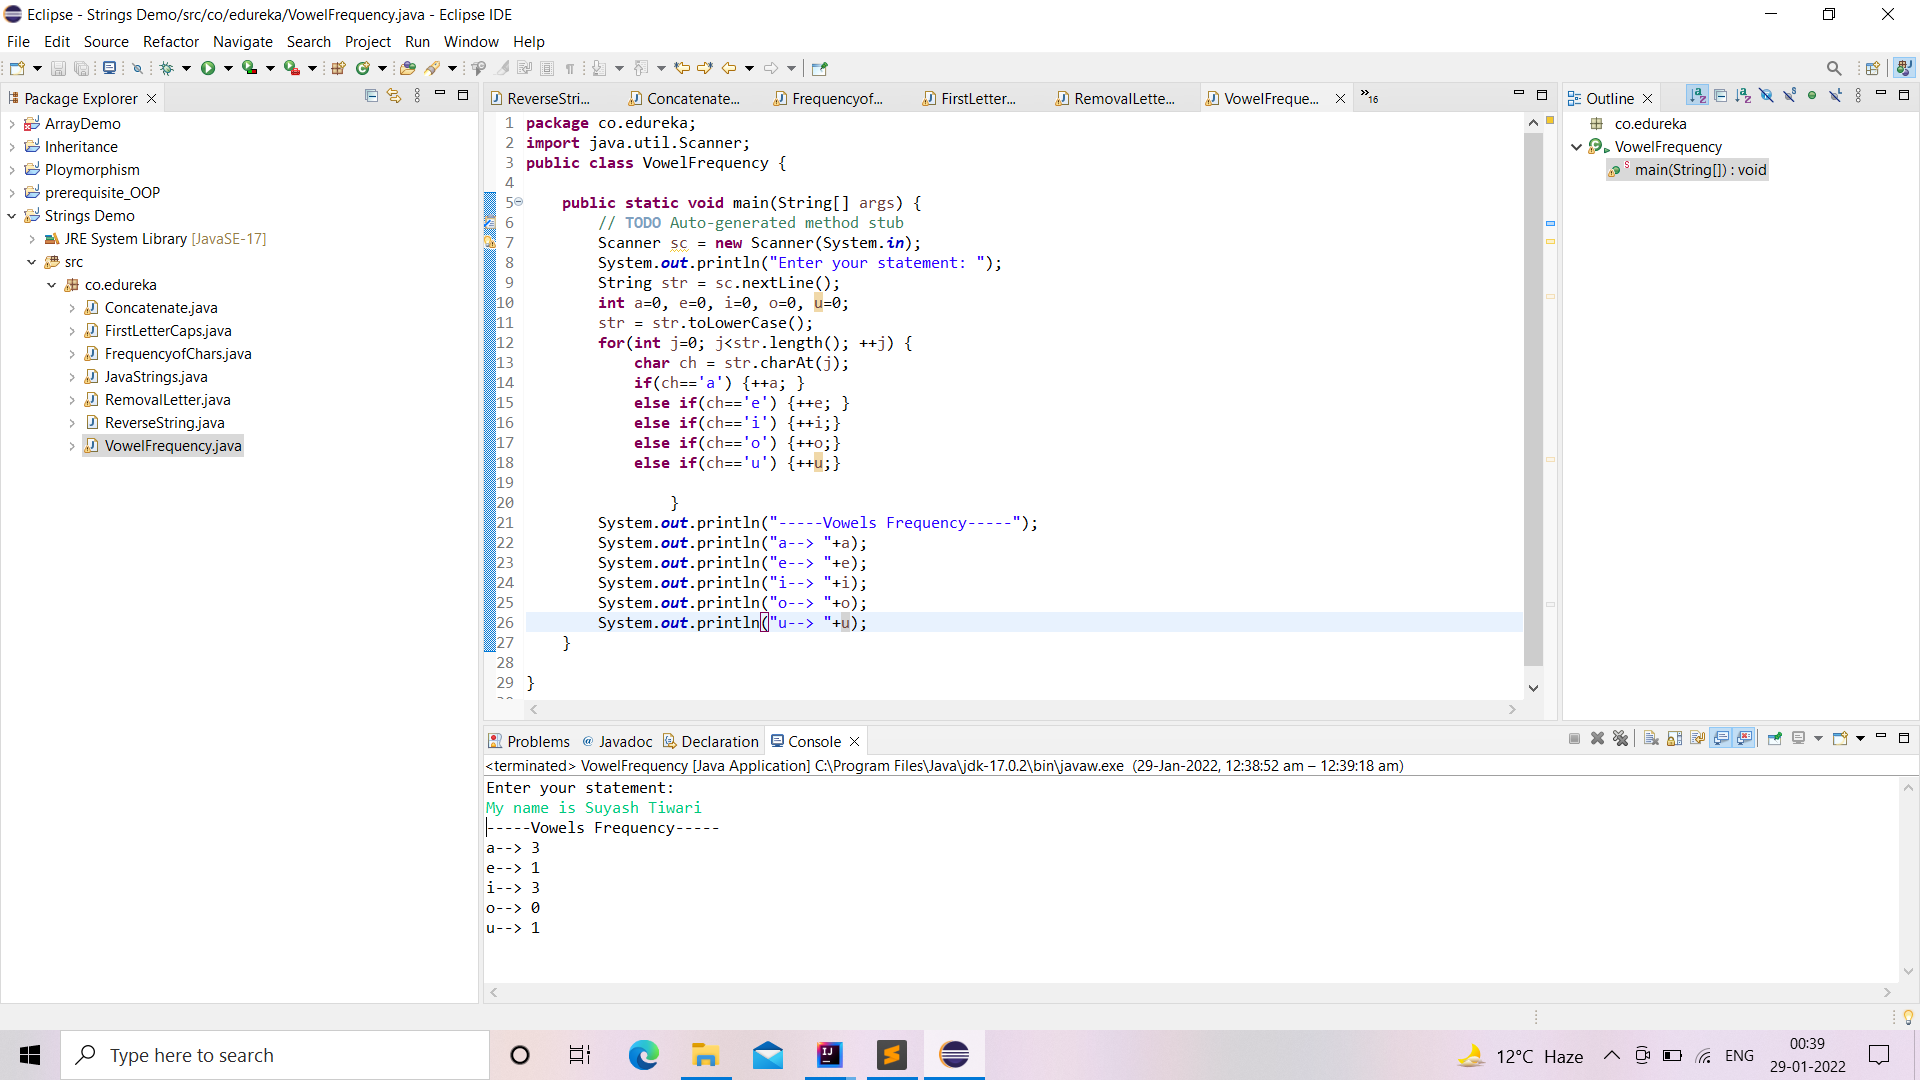 Eclipse - Strings Demo/src/co/edureka/VowelFrequency.java - Eclipse IDE
File Edit Source Refactor Navigate Search Project Run Window Help
Package Explorer
ArrayDemo
Inheritance
Ploymorphism
prerequisite_OOP
Strings Demo
JRE System Library [JavaSE-17]
src
co.edureka
Concatenate.java
FirstLetterCaps.java
FrequencyofChars.java
JavaStrings.java
RemovalLetter.java
ReverseString.java
VowelFrequency.java
ReverseStri... Concatenate... Frequencyof... FirstLetter... RemovalLette... VowelFreque... »16
1 package co.edureka;
2 import java.util.Scanner;
3 public class VowelFrequency {
4
5 public static void main(String[] args) {
6 // TODO Auto-generated method stub
7 Scanner sc = new Scanner(System.in);
8 System.out.println("Enter your statement: ");
9 String str = sc.nextLine();
10 int a=0, e=0, i=0, o=0, u=0;
11 str = str.toLowerCase();
12 for(int j=0; j<str.length(); ++j) {
13 char ch = str.charAt(j);
14 if(ch=='a') {++a; }
15 else if(ch=='e') {++e; }
16 else if(ch=='i') {++i;}
17 else if(ch=='o') {++o;}
18 else if(ch=='u') {++u;}
19
20 }
21 System.out.println("-----Vowels Frequency-----");
22 System.out.println("a--> "+a);
23 System.out.println("e--> "+e);
24 System.out.println("i--> "+i);
25 System.out.println("o--> "+o);
26 System.out.println("u--> "+u);
27 }
28
29 }
Outline
co.edureka
VowelFrequency
main(String[]) : void
Problems @ Javadoc Declaration Console
<terminated> VowelFrequency [Java Application] C:\Program Files\Java\jdk-17.0.2\bin\javaw.exe (29-Jan-2022, 12:38:52 am – 12:39:18 am)
Enter your statement:
My name is Suyash Tiwari
-----Vowels Frequency-----
a--> 3
e--> 1
i--> 3
o--> 0
u--> 1
Type here to search
12°C Haze
ENG
00:39
29-01-2022